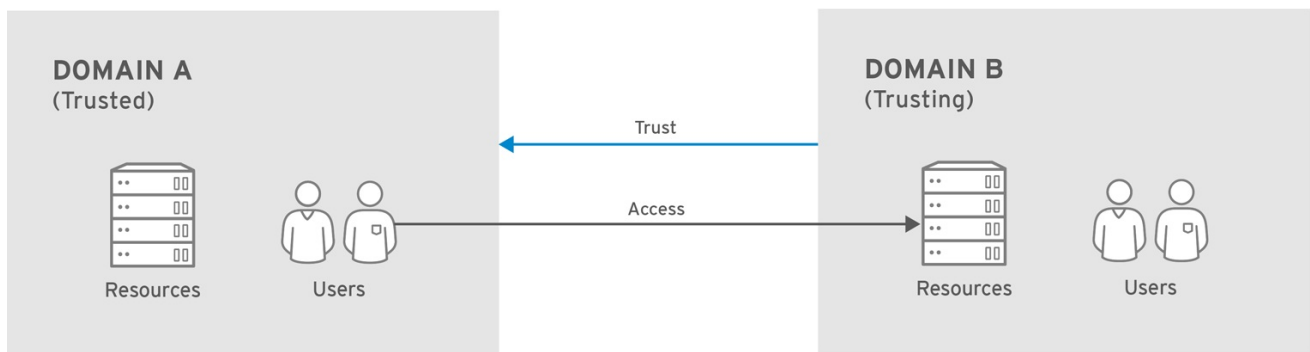 DOMAIN A
(Trusted)
Resources
Users
Trust
Access
DOMAIN B
(Trusting)
Resources
Users